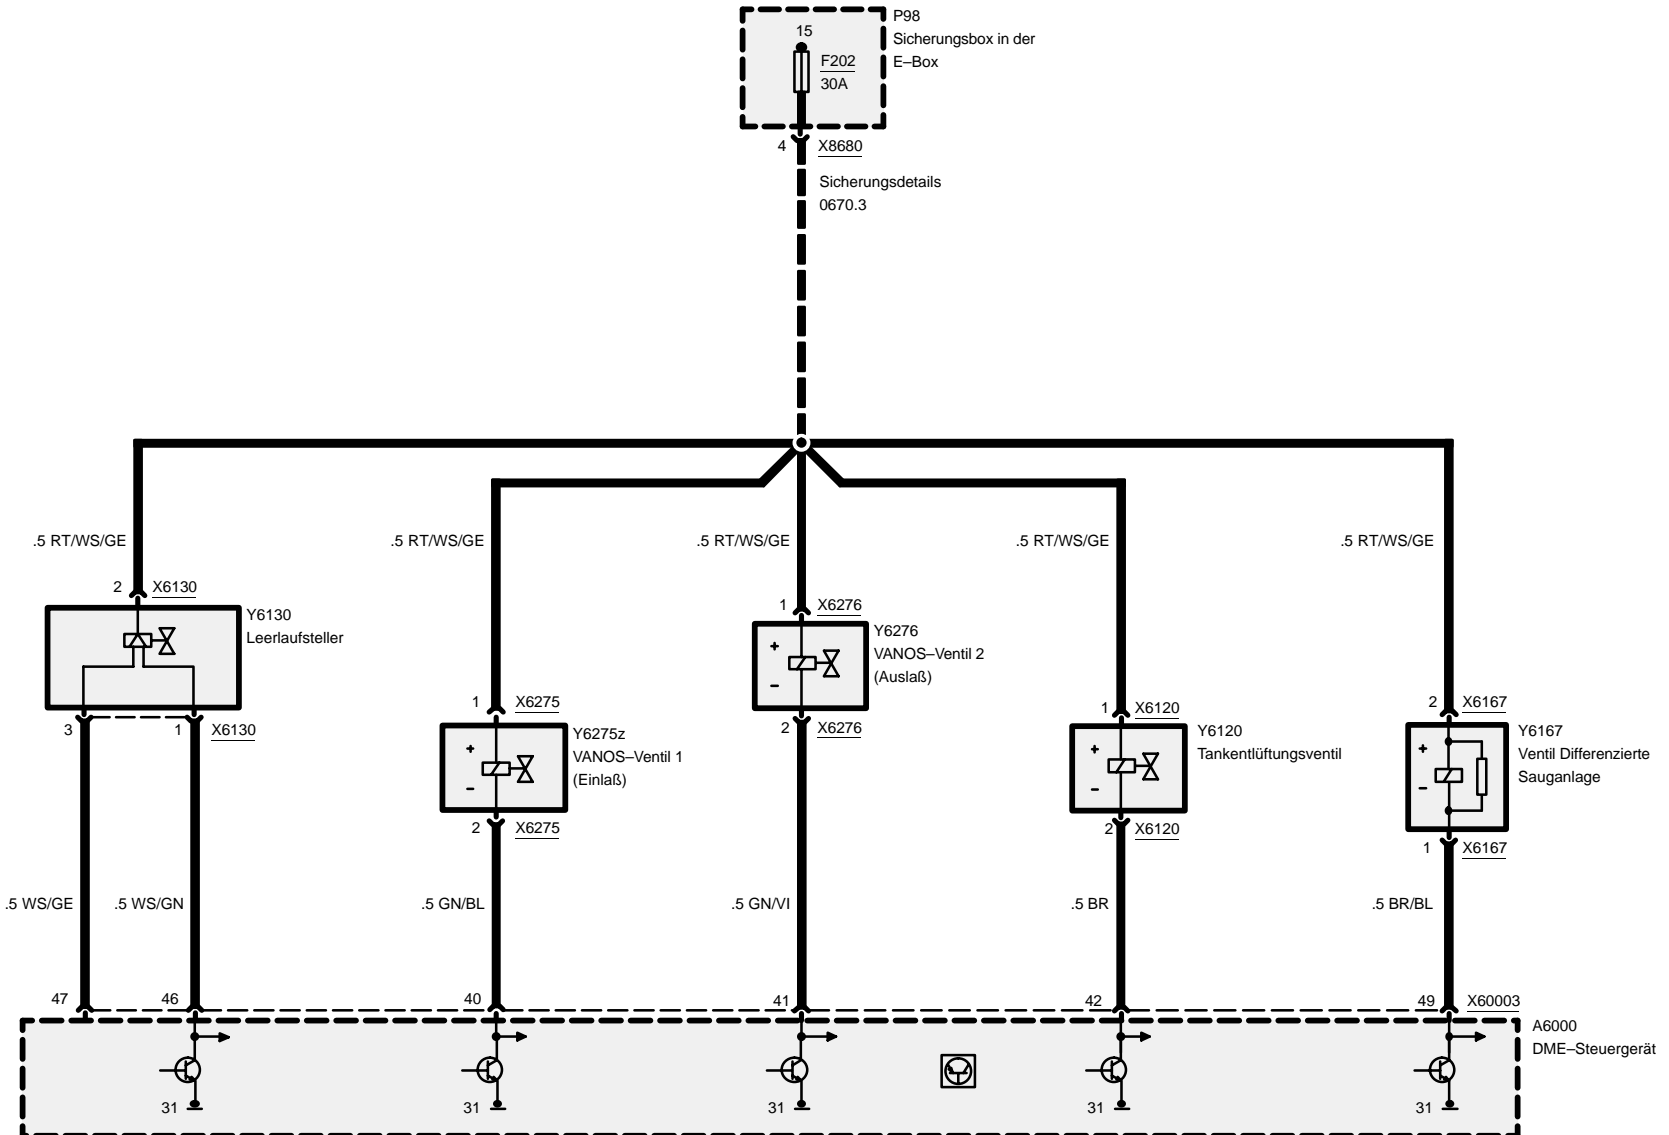 P98
15
Sicherungsbox in der
F202
E–Box
30A
4
X8680
Sicherungsdetails
0670.3
.5 RT/WS/GE
.5 RT/WS/GE
.5 RT/WS/GE
.5 RT/WS/GE
.5 RT/WS/GE
2
X6130
Y6130
Leerlaufsteller
3
1
X6130
1
X6275
Y6275z
VANOS–Ventil 1
(Einlaß)
+
–
2
X6275
1
X6276
Y6276
VANOS–Ventil 2
(Auslaß)
+
–
2
X6276
1
X6120
Y6120
Tankentlüftungsventil
+
–
2
X6120
2
X6167
Y6167
Ventil Differenzierte
Sauganlage
+
–
1
X6167
.5 WS/GE
.5 WS/GN
.5 GN/BL
.5 GN/VI
.5 BR
.5 BR/BL
47
46
40
41
42
49
X60003
A6000
DME–Steuergerät
31
31
31
31
31